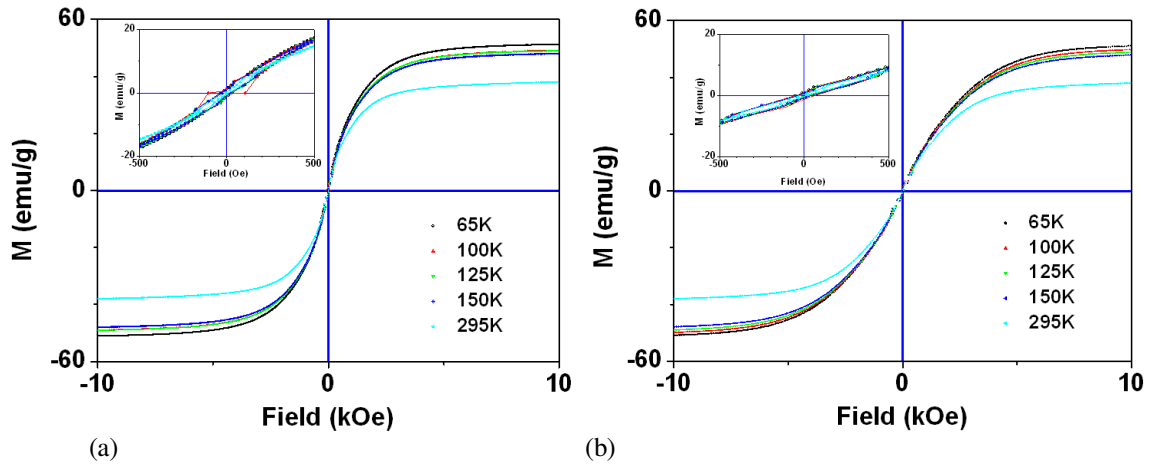 60
0
-60
M (emu/g)
-10
0
10
Field (kOe)
20
0
-20
M (emu/g)
-500
0
500
Field (Oe)
65K
100K
125K
150K
295K
(a)
60
0
-60
M (emu/g)
-10
0
10
Field (kOe)
20
0
-20
M (emu/g)
-500
0
500
Field (Oe)
65K
100K
125K
150K
295K
(b)